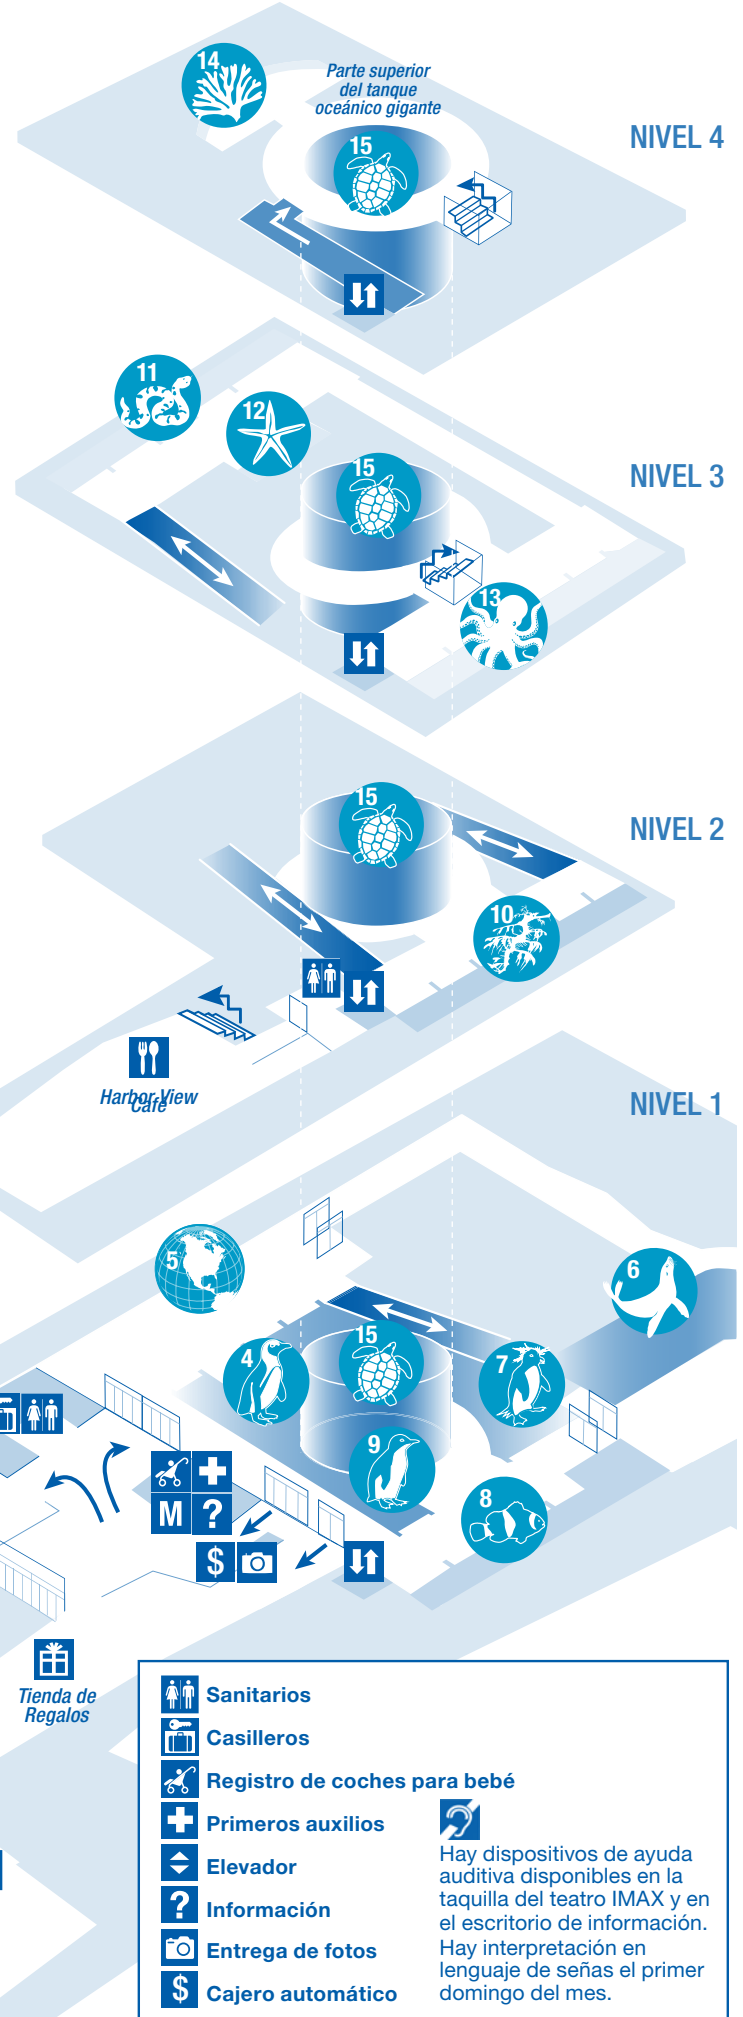 14
Parte superior
del tanque
oceánico gigante
NIVEL 4
15
11
12
NIVEL 3
15
13
15
NIVEL 2
10
Harbor View
Café
NIVEL 1
5
6
15
4
7
9
8
M ?
$
Tienda de
Regalos
Sanitarios
Casilleros
Registro de coches para bebé
Primeros auxilios
Elevador
? Información
Entrega de fotos
$ Cajero automático
Hay dispositivos de ayuda
auditiva disponibles en la
taquilla del teatro IMAX y en
el escritorio de información.
Hay interpretación en
lenguaje de señas el primer
domingo del mes.